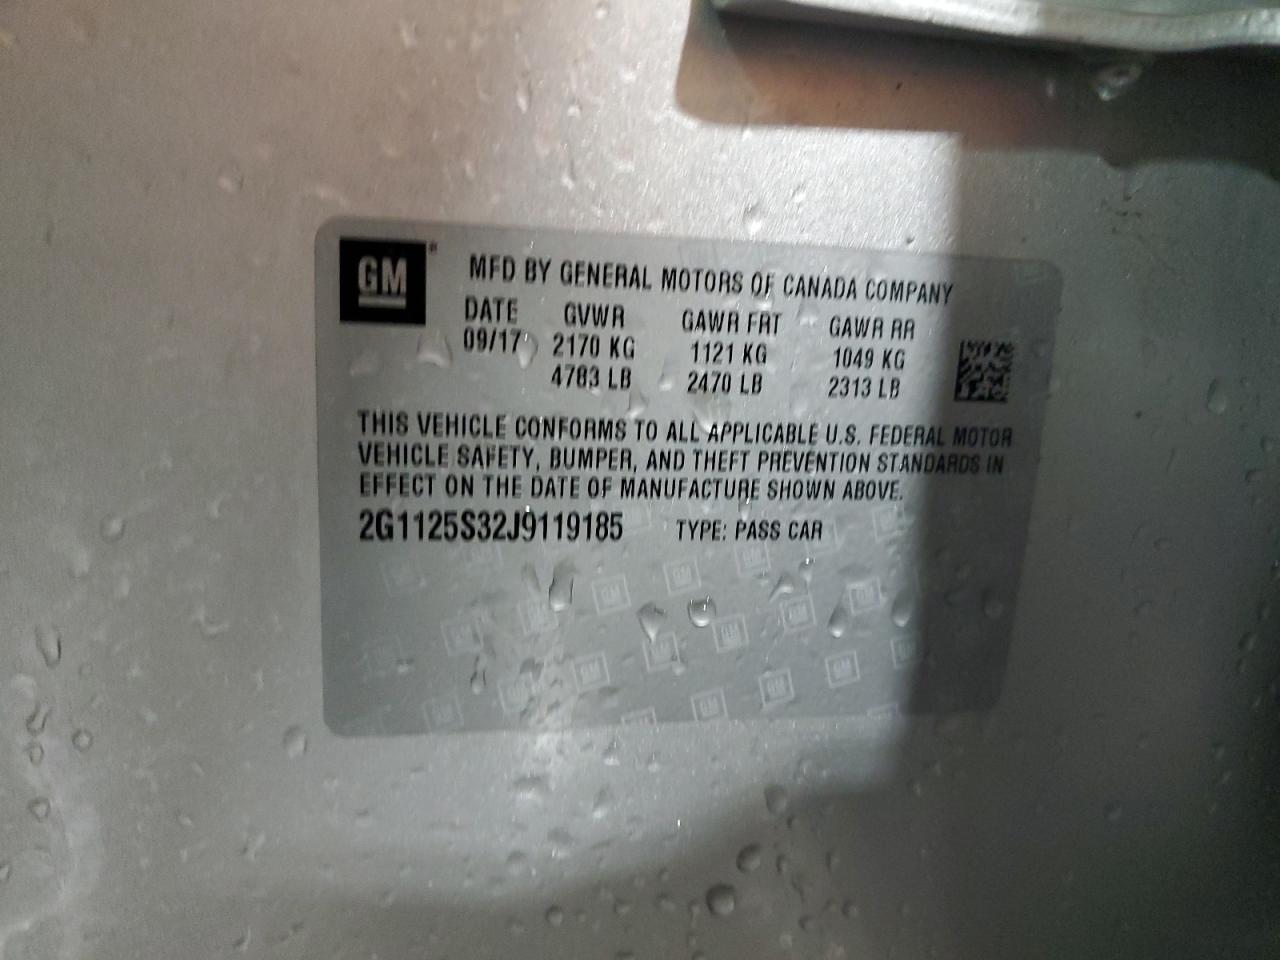 GM
MFD BY GENERAL MOTORS OF CANADA COMPANY
DATE GVWR GAWR FRT GAWR RR
09/17 2170 KG 1121 KG 1049 KG
4783 LB 2470 LB 2313 LB
THIS VEHICLE CONFORMS TO ALL APPLICABLE U.S. FEDERAL MOTOR
VEHICLE SAFETY, BUMPER, AND THEFT PREVENTION STANDARDS IN
EFFECT ON THE DATE OF MANUFACTURE SHOWN ABOVE.
2G1125S32J9119185 TYPE: PASS CAR